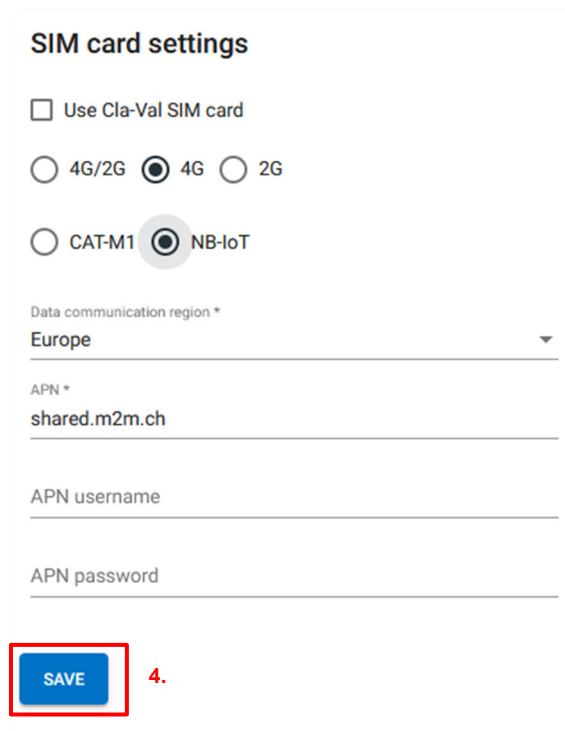 SIM card settings
Use Cla-Val SIM card
4G/2G 4G 2G
CAT-M1 NB-IoT
Data communication region *
Europe
APN *
shared.m2m.ch
APN username
APN password
SAVE 4.